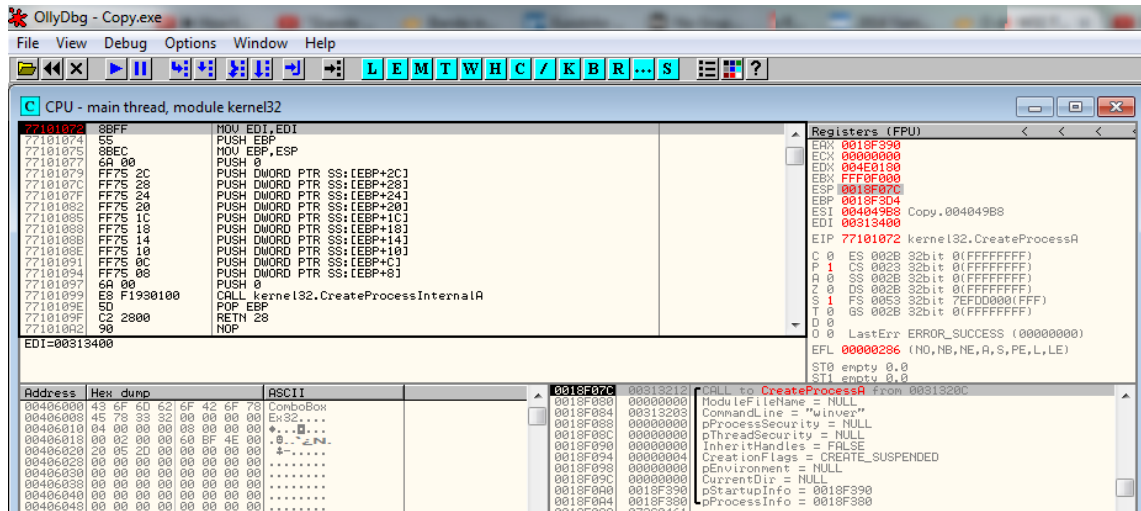 OllyDbg - Copy.exe
File View Debug Options Window Help
L E M T W H C / K B R ... S ?
C CPU - main thread, module kernel32
77101072 8BFF MOV EDI,EDI
77101074 55 PUSH EBP
77101075 8BEC MOV EBP,ESP
77101077 6A 00 PUSH 0
77101079 FF75 2C PUSH DWORD PTR SS:[EBP+2C]
7710107C FF75 28 PUSH DWORD PTR SS:[EBP+28]
7710107F FF75 24 PUSH DWORD PTR SS:[EBP+24]
77101082 FF75 20 PUSH DWORD PTR SS:[EBP+20]
77101085 FF75 1C PUSH DWORD PTR SS:[EBP+1C]
77101088 FF75 18 PUSH DWORD PTR SS:[EBP+18]
7710108B FF75 14 PUSH DWORD PTR SS:[EBP+14]
7710108E FF75 10 PUSH DWORD PTR SS:[EBP+10]
77101091 FF75 0C PUSH DWORD PTR SS:[EBP+C]
77101094 FF75 08 PUSH DWORD PTR SS:[EBP+8]
77101097 6A 00 PUSH 0
77101099 E8 F1930100 CALL kernel32.CreateProcessInternalA
7710109E 5D POP EBP
7710109F C2 2800 RETN 28
771010A2 90 NOP
EDI=00313400
Registers (FPU) < < < <
EAX 0018F390
ECX 00000000
EDX 004E0180
EBX FFF0F000
ESP 0018F07C
EBP 0018F3D4
ESI 004049B8 Copy.004049B8
EDI 00313400
EIP 77101072 kernel32.CreateProcessA
C 0 ES 002B 32bit 0(FFFFFFFF)
P 1 CS 0023 32bit 0(FFFFFFFF)
A 0 SS 002B 32bit 0(FFFFFFFF)
Z 0 DS 002B 32bit 0(FFFFFFFF)
S 1 FS 0053 32bit 7EFDD000(FFF)
T 0 GS 002B 32bit 0(FFFFFFFF)
D 0
O 0 LastErr ERROR_SUCCESS (00000000)
EFL 00000286 (NO,NB,NE,A,S,PE,L,LE)
ST0 empty 0.0
ST1 empty 0.0
Address Hex dump ASCII
00406000 43 6F 6D 62 6F 42 6F 78 ComboBox
00406008 45 78 33 32 00 00 00 00 Ex32....
00406010 04 00 00 00 08 00 00 00
00406018 00 02 00 00 60 BF 4E 00
00406020 20 05 2D 00 00 00 00 00
00406028 00 00 00 00 00 00 00 00 ........
00406030 00 00 00 00 00 00 00 00 ........
00406038 00 00 00 00 00 00 00 00 ........
00406040 00 00 00 00 00 00 00 00 ........
00406048 00 00 00 00 00 00 00 00 ........
0018F07C 00313212 CALL to CreateProcessA from 0031320C
0018F080 00000000 ModuleFileName = NULL
0018F084 00313203 CommandLine = "winver"
0018F088 00000000 pProcessSecurity = NULL
0018F08C 00000000 pThreadSecurity = NULL
0018F090 00000000 InheritHandles = FALSE
0018F094 00000004 CreationFlags = CREATE_SUSPENDED
0018F098 00000000 pEnvironment = NULL
0018F09C 00000000 CurrentDir = NULL
0018F0A0 0018F390 pStartupInfo = 0018F390
0018F0A4 0018F380 pProcessInfo = 0018F380